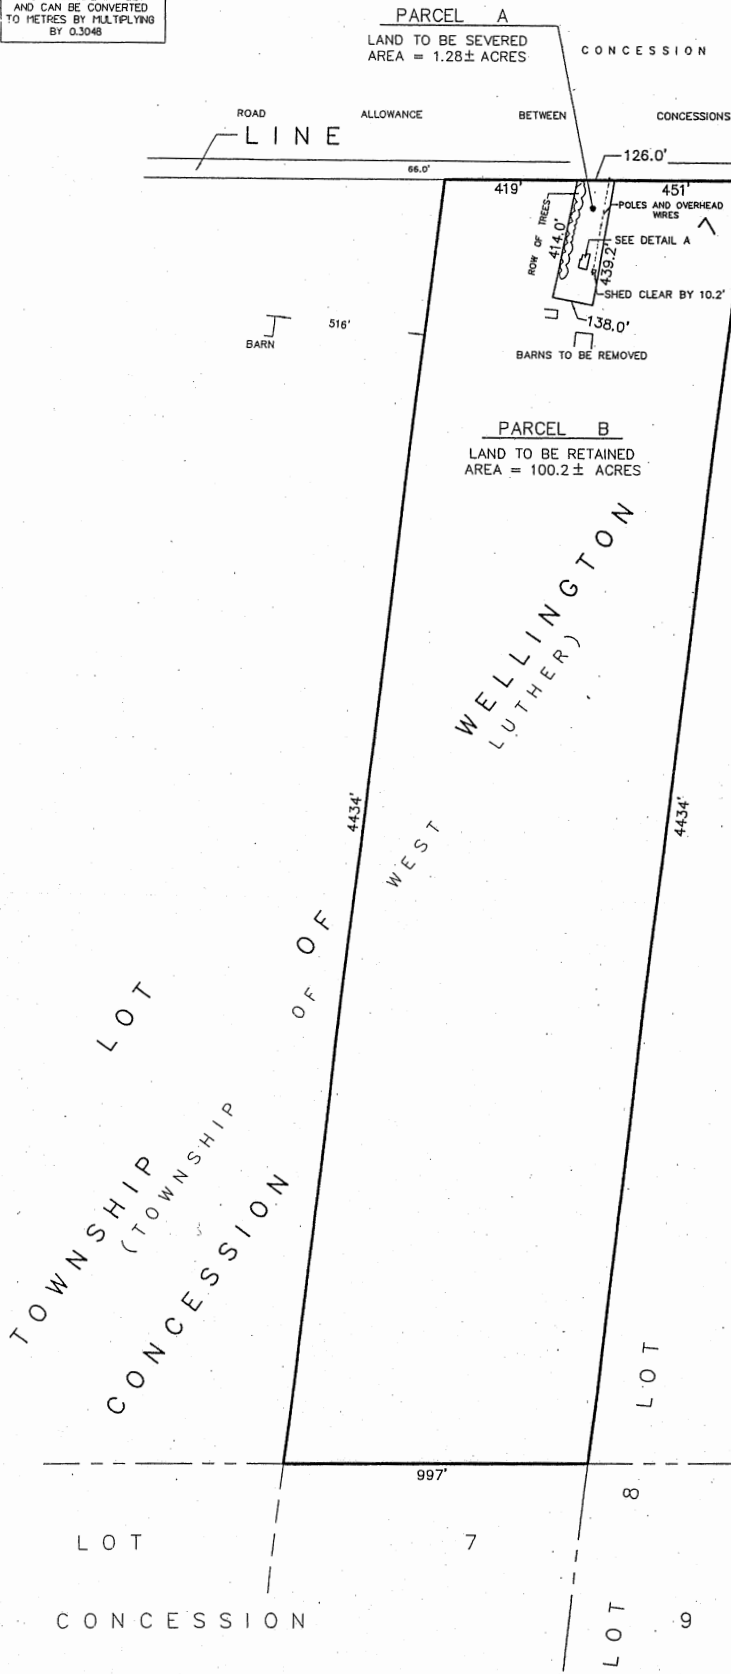 AND CAN BE CONVERTED
TO METRES BY MULTIPLYING
BY 0.3048
PARCEL A
LAND TO BE SEVERED
AREA = 1.28± ACRES
CONCESSION
ROAD ALLOWANCE BETWEEN CONCESSIONS
LINE
66.0'
126.0'
419'
451'
ROW OF TREES
414.0'
POLES AND OVERHEAD
WIRES
SEE DETAIL A
439.2'
SHED CLEAR BY 10.2'
138.0'
BARN
516'
BARNS TO BE REMOVED
PARCEL B
LAND TO BE RETAINED
AREA = 100.2± ACRES
TOWNSHIP OF WELLINGTON
(TOWNSHIP OF WEST LUTHER)
4434'
4434'
LOT
CONCESSION
LOT
997'
8
LOT 7
CONCESSION
LOT
9